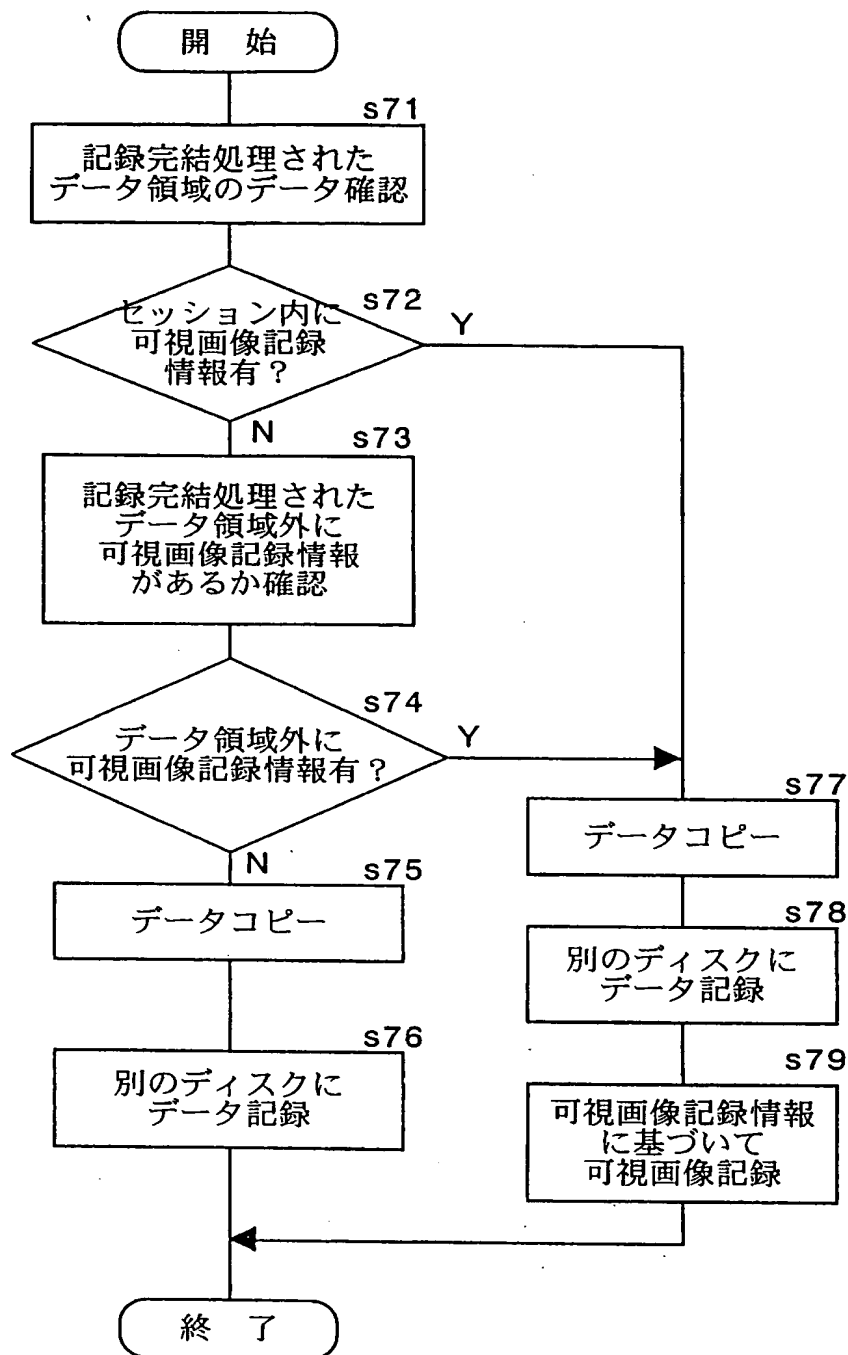 開 始
s71
記録完結処理された
データ領域のデータ確認
s72
セッション内に
可視画像記録
情報有?
Y
N
s73
記録完結処理された
データ領域外に
可視画像記録情報
があるか確認
s74
データ領域外に
可視画像記録情報有?
Y
N
s75
データコピー
s76
別のディスクに
データ記録
s77
データコピー
s78
別のディスクに
データ記録
s79
可視画像記録情報
に基づいて
可視画像記録
終 了